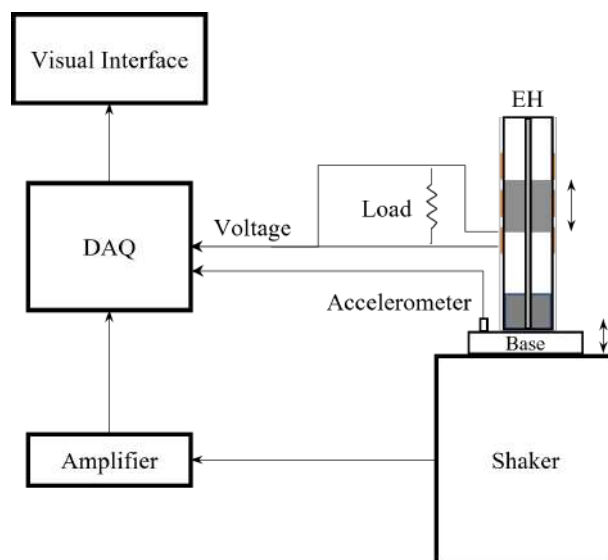 Visual Interface
EH
Load
Voltage
DAQ
Accelerometer
Base
Amplifier
Shaker